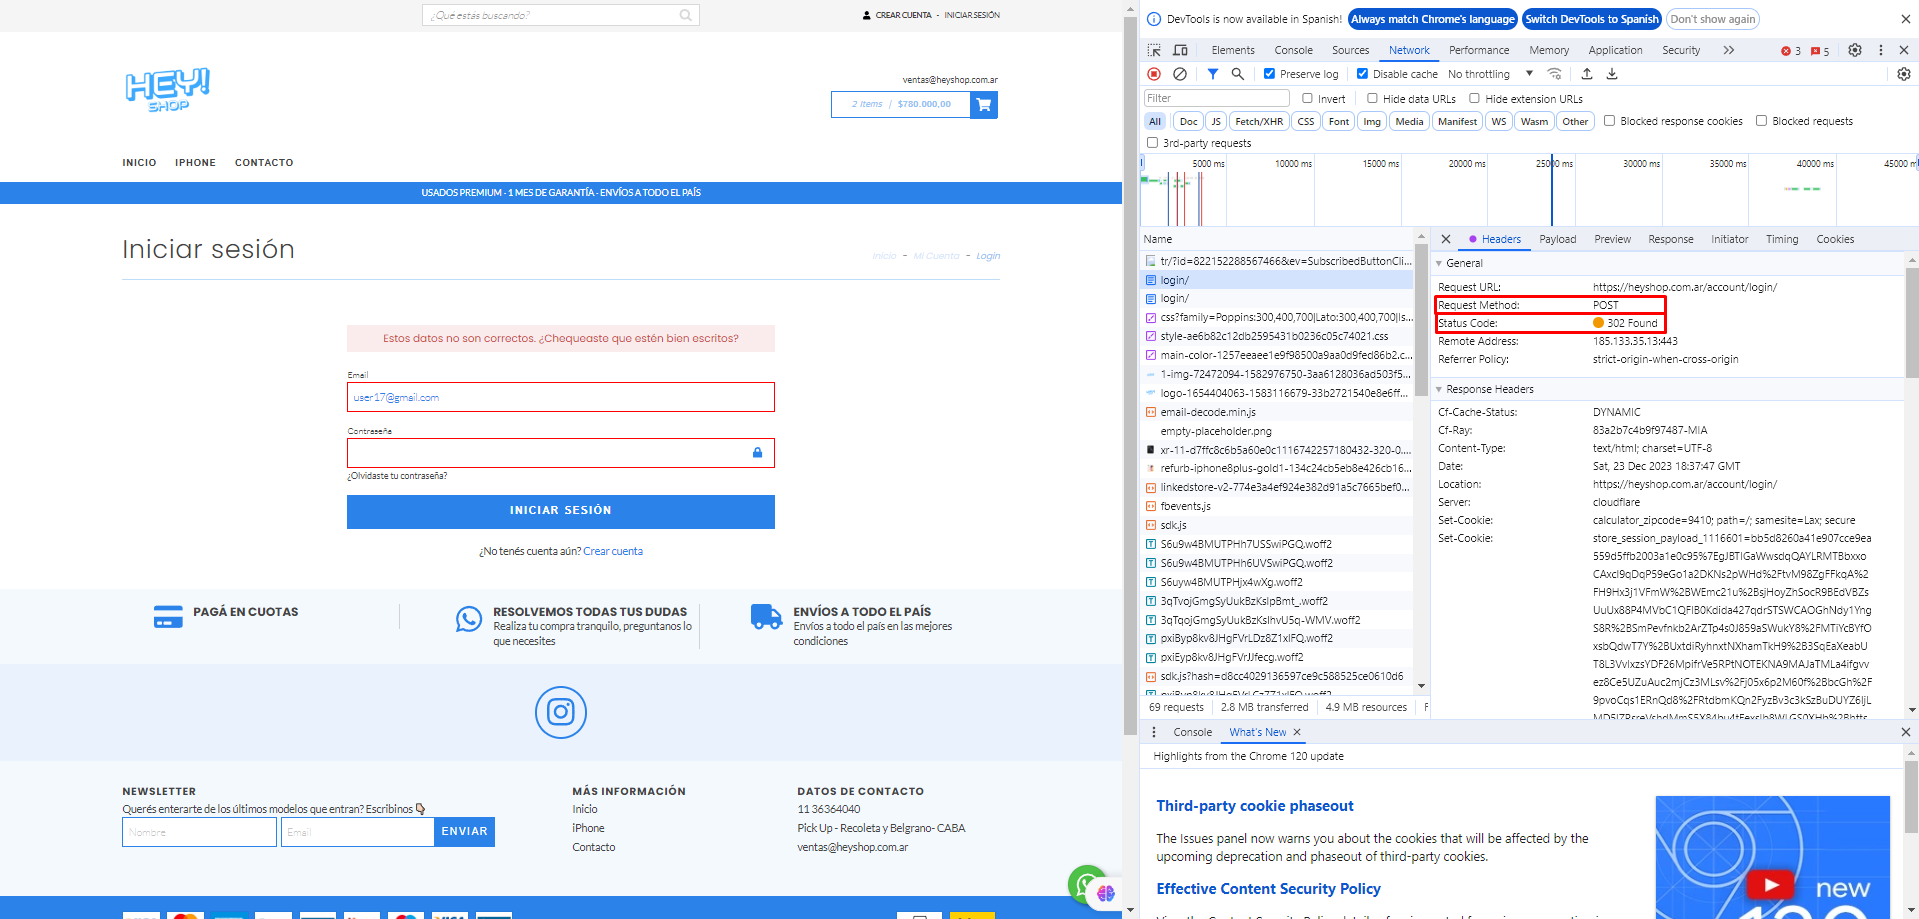 ¿Qué estás buscando?
CREAR CUENTA - INICIAR SESIÓN
HEY!
SHOP
ventas@heyshop.com.ar
2 Items | $780.000,00
INICIO IPHONE CONTACTO
USADOS PREMIUM - 1 MES DE GARANTÍA - ENVÍOS A TODO EL PAÍS
Iniciar sesión
Inicio - Mi Cuenta - Login
Estos datos no son correctos. ¿Chequeaste que estén bien escritos?
Email
user17@gmail.com
Contraseña
¿Olvidaste tu contraseña?
INICIAR SESIÓN
¿No tenés cuenta aún? Crear cuenta
PAGÁ EN CUOTAS
RESOLVEMOS TODAS TUS DUDAS
Realiza tu compra tranquilo, preguntanos lo
que necesites
ENVÍOS A TODO EL PAÍS
Envíos a todo el país en las mejores
condiciones
NEWSLETTER
Querés enterarte de los últimos modelos que entran? Escribinos
Nombre
Email
ENVIAR
MÁS INFORMACIÓN
Inicio
iPhone
Contacto
DATOS DE CONTACTO
11 36364040
Pick Up - Recoleta y Belgrano- CABA
ventas@heyshop.com.ar
DevTools is now available in Spanish! Always match Chrome's language Switch DevTools to Spanish Don't show again
Elements Console Sources Network Performance Memory Application Security 3 5
Preserve log Disable cache No throttling
Filter Invert Hide data URLs Hide extension URLs
All Doc JS Fetch/XHR CSS Font Img Media Manifest WS Wasm Other Blocked response cookies Blocked requests
3rd-party requests
5000 ms 10000 ms 15000 ms 20000 ms 25000 ms 30000 ms 35000 ms 40000 ms 45000 m
Name
tr/?id=822152288567466&ev=SubscribedButtonCli...
login/
login/
css?family=Poppins:300,400,700|Lato:300,400,700|Is...
style-ae6b82c12db2595431b0236c05c74021.css
main-color-1257eeaee1e9f98500a9aa0d9fed86b2.c...
1-img-72472094-1582976750-3aa6128036ad503f5...
logo-1654404063-1583116679-33b2721540e8e6ff...
email-decode.min.js
empty-placeholder.png
xr-11-d7ffc8c6b5a60e0c1116742257180432-320-0....
refurb-iphone8plus-gold1-134c24cb5eb8e426cb16...
linkedstore-v2-774e3a4ef924e382d91a5c7665bef0...
fbevents.js
sdk.js
S6u9w4BMUTPHh7USSwiPGQ.woff2
S6u9w4BMUTPHh6UVSwiPGQ.woff2
S6uyw4BMUTPHjx4wXg.woff2
3qTvojGmgSyUukBzKslpBmt_.woff2
3qTqojGmgSyUukBzKslhvU5q-WMV.woff2
pxiByp8kv8JHgFVrLDz8Z1xlFQ.woff2
pxiEyp8kv8JHgFVrJJfecg.woff2
sdk.js?hash=d8cc4029136597ce9c588525ce0610d6
69 requests 2.8 MB transferred 4.9 MB resources F
Headers Payload Preview Response Initiator Timing Cookies
General
Request URL: https://heyshop.com.ar/account/login/
Request Method: POST
Status Code: 302 Found
Remote Address: 185.133.35.13:443
Referrer Policy: strict-origin-when-cross-origin
Response Headers
Cf-Cache-Status: DYNAMIC
Cf-Ray: 83a2b7c4b9f97487-MIA
Content-Type: text/html; charset=UTF-8
Date: Sat, 23 Dec 2023 18:37:47 GMT
Location: https://heyshop.com.ar/account/login/
Server: cloudflare
Set-Cookie: calculator_zipcode=9410; path=/; samesite=Lax; secure
Set-Cookie: store_session_payload_1116601=bb5d8260a41e907cce9ea
559d5ffb2003a1e0c95%7EgJBTIGaWwsdqQAYLRMTBbxxo
CAxcI9qDqP59eGo1a2DKNs2pWHd%2FtvM98ZgFFkqA%2
FH9Hx3j1VFmW%2BWEmc21u%2BsjHoyZhSocR9BEdVBZs
UuUx88P4MVbC1QFlB0Kdida427qdrSTSWCAOGhNdy1Yng
S8R%2BSmPevfnkb2ArZTp4s0J859aSWukY8%2FMTiYcBYfO
xsbQdwT7Y%2BUxtdiRyhnxtNXhamTkH9%2B3SqEaXeabU
T8L3VvIxzsYDF26MpifrVe5RPtNOTEKNA9MAJaTMLa4ifgvv
ez8Ce5UZuAuc2mjCz3MLsv%2Fj05x6p2M60f%2BbcGh%2F
9pvoCqs1ERnQd8%2FRtdbmKQn2FyzBv3c3kSzBuDUYZ6ljL
Console What's New
Highlights from the Chrome 120 update
Third-party cookie phaseout
The Issues panel now warns you about the cookies that will be affected by the
upcoming deprecation and phaseout of third-party cookies.
Effective Content Security Policy
new